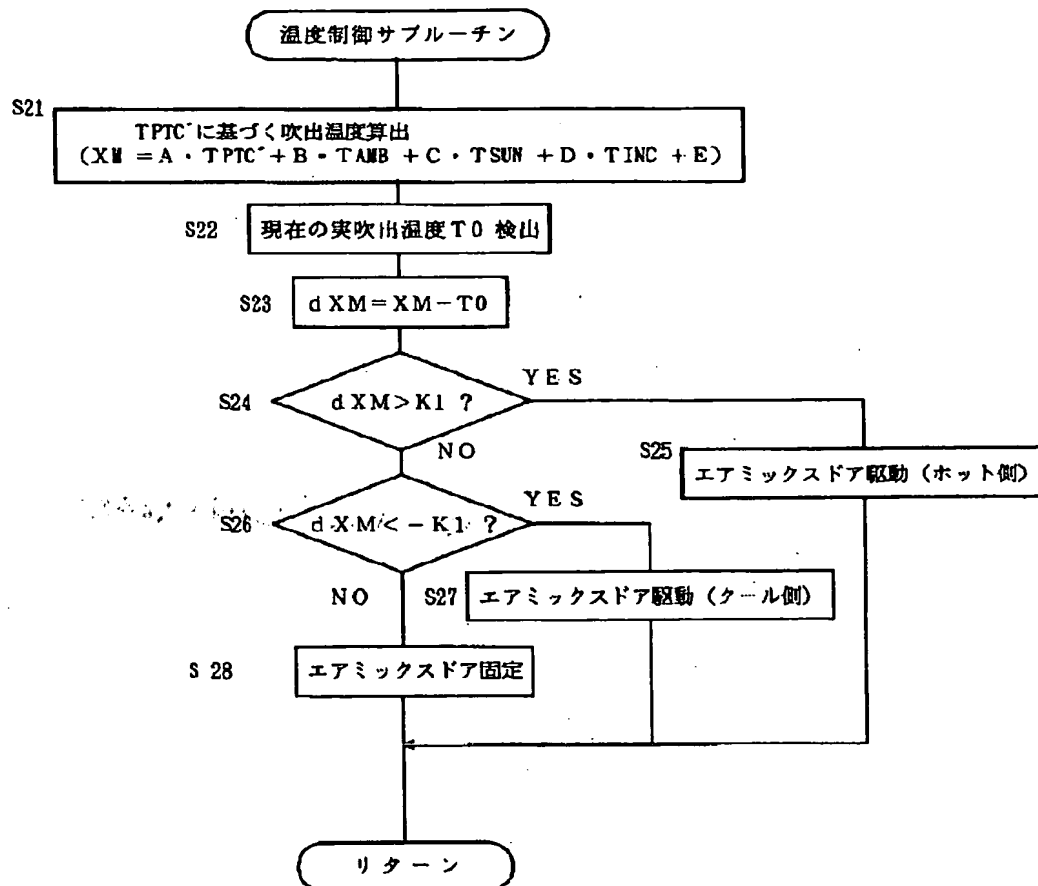 温度制御サブルーチン
S21
TPTC´に基づく吹出温度算出
(XM =A・TPTC´+B・TAMB +C・TSUN +D・TINC +E)
S22
現在の実吹出温度T0 検出
S23
dXM=XM-T0
S24
dXM>K1 ?
YES
NO
S25
エアミックスドア駆動(ホット側)
S26
dXM<-K1 ?
YES
NO
S27
エアミックスドア駆動(クール側)
S 28
エアミックスドア固定
リターン